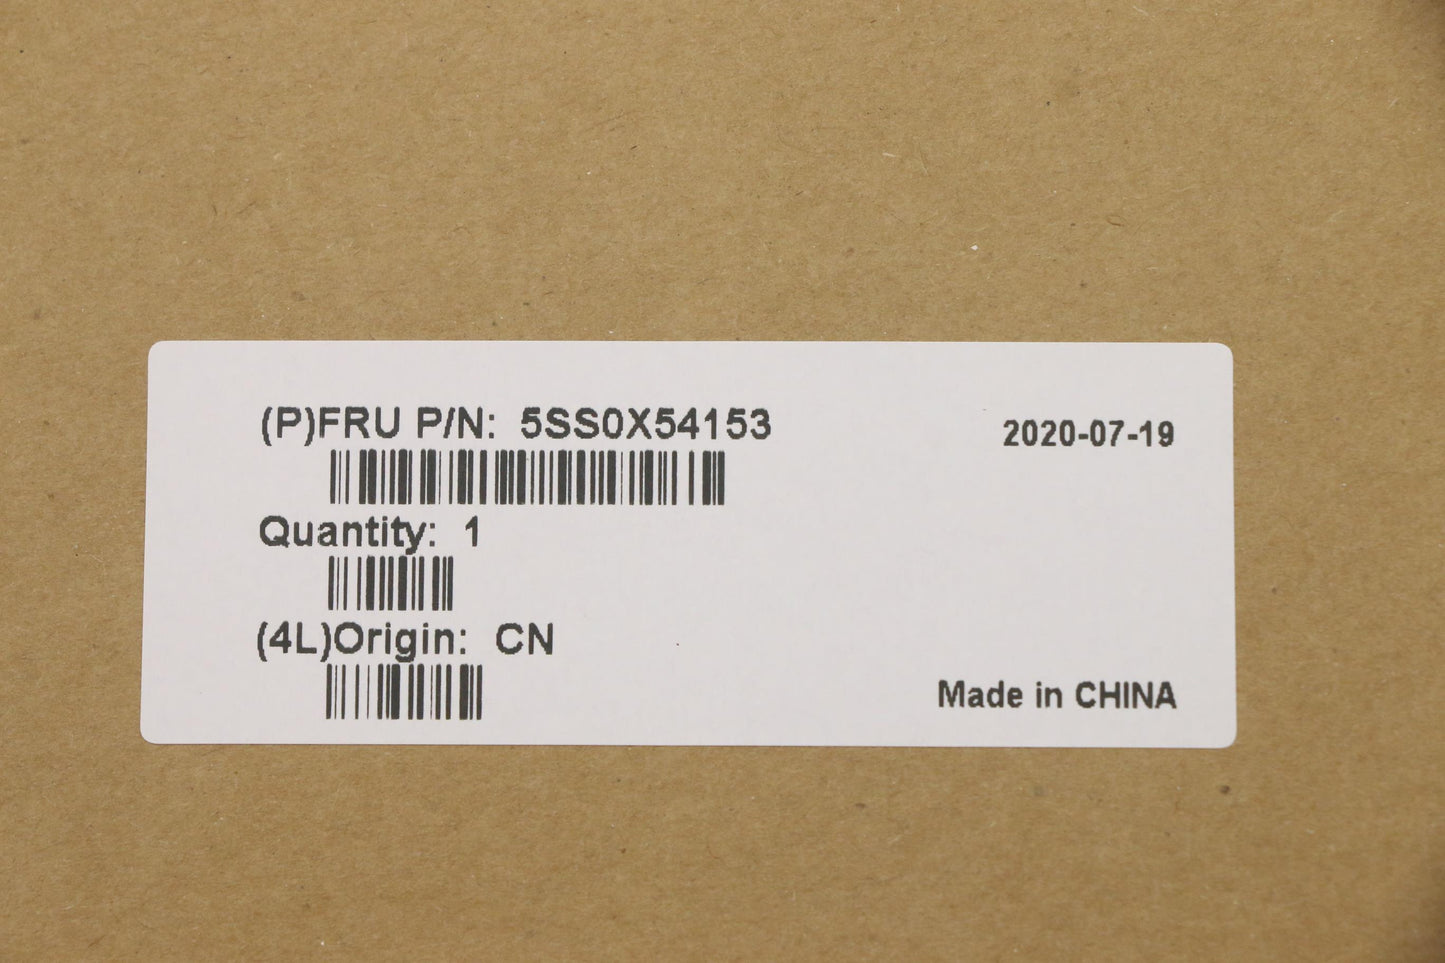 (P)FRU P/N: 5SS0X54153
2020-07-19
Quantity: 1
(4L)Origin: CN
Made in CHINA